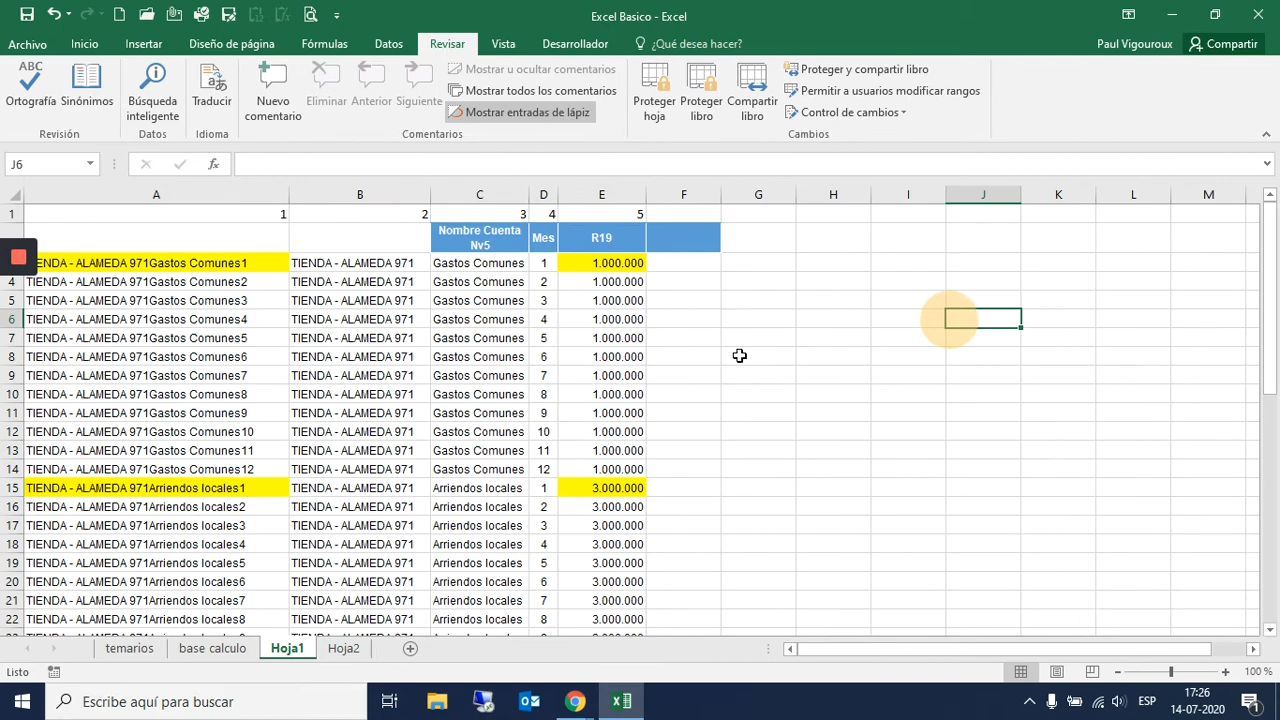 Excel Basico - Excel
Archivo Inicio Insertar Diseño de página Fórmulas Datos Revisar Vista Desarrollador ¿Qué desea hacer? Paul Vigouroux Compartir
ABC
Ortografía Sinónimos Búsqueda inteligente Traducir Nuevo comentario Eliminar Anterior Siguiente
Mostrar u ocultar comentarios
Mostrar todos los comentarios
Mostrar entradas de lápiz
Proteger hoja Proteger libro Compartir libro
Proteger y compartir libro
Permitir a usuarios modificar rangos
Control de cambios
Revisión Datos Idioma Comentarios Cambios
J6 fx
A B C D E F G H I J K L M
1 1 2 3 4 5
Nombre Cuenta Nv5 Mes R19
ENDA - ALAMEDA 971Gastos Comunes1 TIENDA - ALAMEDA 971 Gastos Comunes 1 1.000.000
4 TIENDA - ALAMEDA 971Gastos Comunes2 TIENDA - ALAMEDA 971 Gastos Comunes 2 1.000.000
5 TIENDA - ALAMEDA 971Gastos Comunes3 TIENDA - ALAMEDA 971 Gastos Comunes 3 1.000.000
6 TIENDA - ALAMEDA 971Gastos Comunes4 TIENDA - ALAMEDA 971 Gastos Comunes 4 1.000.000
7 TIENDA - ALAMEDA 971Gastos Comunes5 TIENDA - ALAMEDA 971 Gastos Comunes 5 1.000.000
8 TIENDA - ALAMEDA 971Gastos Comunes6 TIENDA - ALAMEDA 971 Gastos Comunes 6 1.000.000
9 TIENDA - ALAMEDA 971Gastos Comunes7 TIENDA - ALAMEDA 971 Gastos Comunes 7 1.000.000
10 TIENDA - ALAMEDA 971Gastos Comunes8 TIENDA - ALAMEDA 971 Gastos Comunes 8 1.000.000
11 TIENDA - ALAMEDA 971Gastos Comunes9 TIENDA - ALAMEDA 971 Gastos Comunes 9 1.000.000
12 TIENDA - ALAMEDA 971Gastos Comunes10 TIENDA - ALAMEDA 971 Gastos Comunes 10 1.000.000
13 TIENDA - ALAMEDA 971Gastos Comunes11 TIENDA - ALAMEDA 971 Gastos Comunes 11 1.000.000
14 TIENDA - ALAMEDA 971Gastos Comunes12 TIENDA - ALAMEDA 971 Gastos Comunes 12 1.000.000
15 TIENDA - ALAMEDA 971Arriendos locales1 TIENDA - ALAMEDA 971 Arriendos locales 1 3.000.000
16 TIENDA - ALAMEDA 971Arriendos locales2 TIENDA - ALAMEDA 971 Arriendos locales 2 3.000.000
17 TIENDA - ALAMEDA 971Arriendos locales3 TIENDA - ALAMEDA 971 Arriendos locales 3 3.000.000
18 TIENDA - ALAMEDA 971Arriendos locales4 TIENDA - ALAMEDA 971 Arriendos locales 4 3.000.000
19 TIENDA - ALAMEDA 971Arriendos locales5 TIENDA - ALAMEDA 971 Arriendos locales 5 3.000.000
20 TIENDA - ALAMEDA 971Arriendos locales6 TIENDA - ALAMEDA 971 Arriendos locales 6 3.000.000
21 TIENDA - ALAMEDA 971Arriendos locales7 TIENDA - ALAMEDA 971 Arriendos locales 7 3.000.000
22 TIENDA - ALAMEDA 971Arriendos locales8 TIENDA - ALAMEDA 971 Arriendos locales 8 3.000.000
temarios base calculo Hoja1 Hoja2
Listo 100 %
Escribe aquí para buscar ESP 17:26
14-07-2020